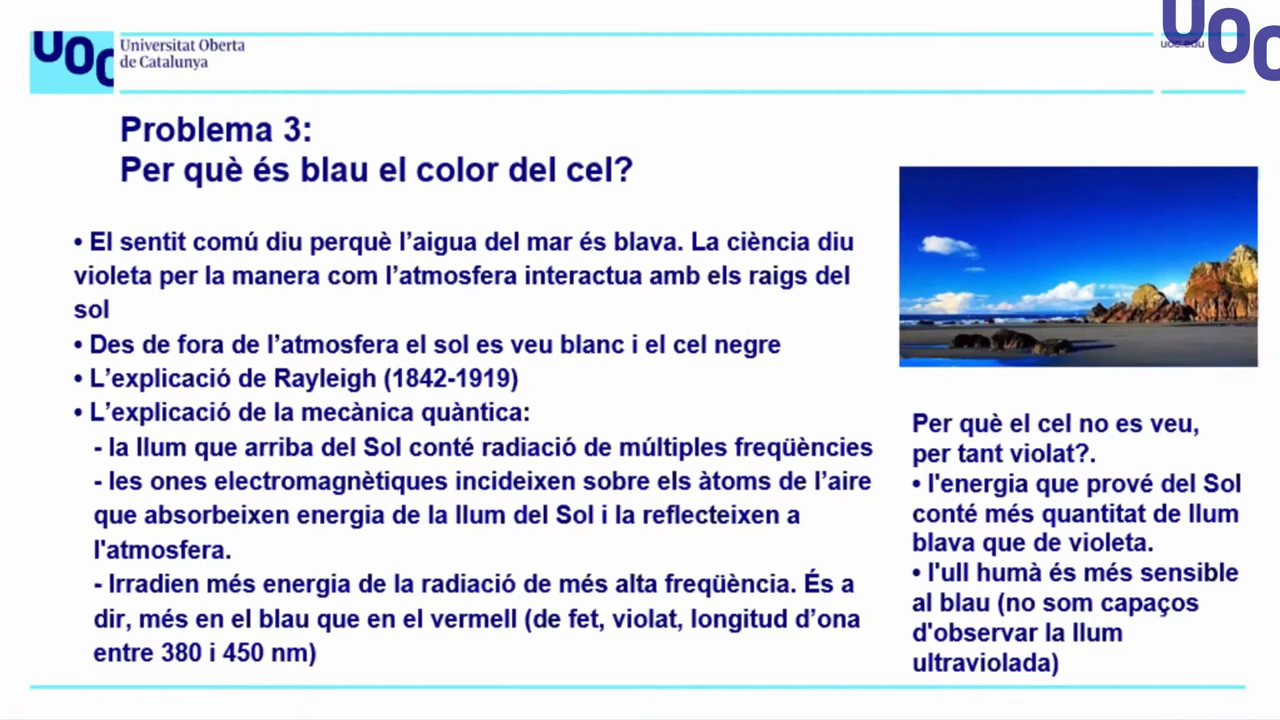 UOC
Universitat Oberta
de Catalunya
uoc.edu
UOC
Problema 3:
Per què és blau el color del cel?
• El sentit comú diu perquè l’aigua del mar és blava. La ciència diu
violeta per la manera com l’atmosfera interactua amb els raigs del
sol
• Des de fora de l’atmosfera el sol es veu blanc i el cel negre
• L’explicació de Rayleigh (1842-1919)
• L’explicació de la mecànica quàntica:
- la llum que arriba del Sol conté radiació de múltiples freqüències
- les ones electromagnètiques incideixen sobre els àtoms de l’aire
que absorbeixen energia de la llum del Sol i la reflecteixen a
l'atmosfera.
- Irradien més energia de la radiació de més alta freqüència. És a
dir, més en el blau que en el vermell (de fet, violat, longitud d’ona
entre 380 i 450 nm)
Per què el cel no es veu,
per tant violat?.
• l'energia que prové del Sol
conté més quantitat de llum
blava que de violeta.
• l'ull humà és més sensible
al blau (no som capaços
d'observar la llum
ultraviolada)